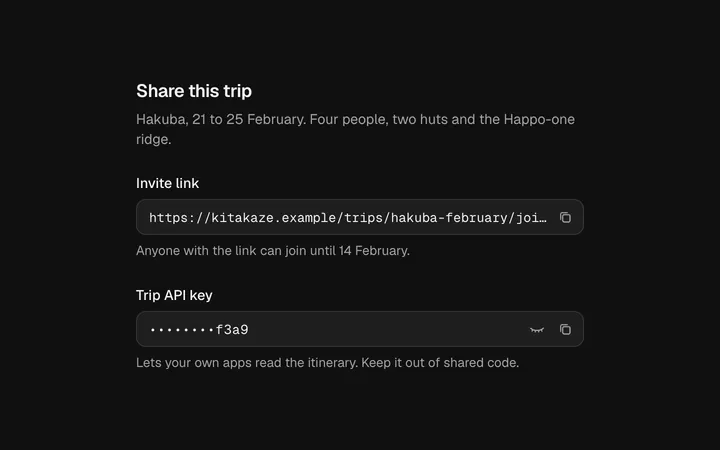 Share this trip
Hakuba, 21 to 25 February. Four people, two huts and the Happo-one
ridge.
Invite link
https://kitakaze.example/trips/hakuba-february/joi…
Anyone with the link can join until 14 February.
Trip API key
••••••••f3a9
Lets your own apps read the itinerary. Keep it out of shared code.